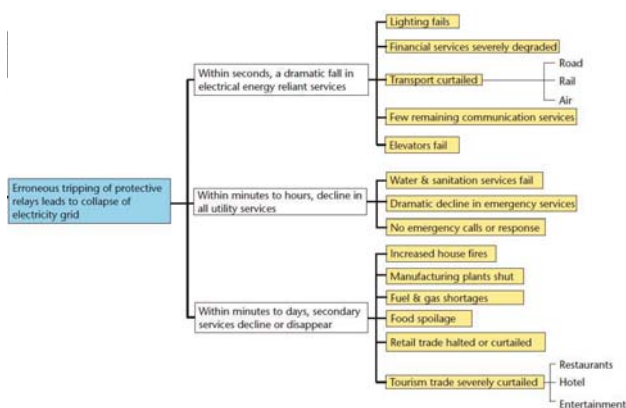 Lighting fails
Financial services severely degraded
Within seconds, a dramatic fall in
electrical energy reliant services
Transport curtailed
Road
Rail
Air
Few remaining communication services
Elevators fail
Erroneous tripping of protective
relays leads to collapse of
electricity grid
Within minutes to hours, decline in
all utility services
Water & sanitation services fail
Dramatic decline in emergency services
No emergency calls or response
Within minutes to days, secondary
services decline or disappear
Increased house fires
Manufacturing plants shut
Fuel & gas shortages
Food spoilage
Retail trade halted or curtailed
Tourism trade severely curtailed
Restaurants
Hotel
Entertainment